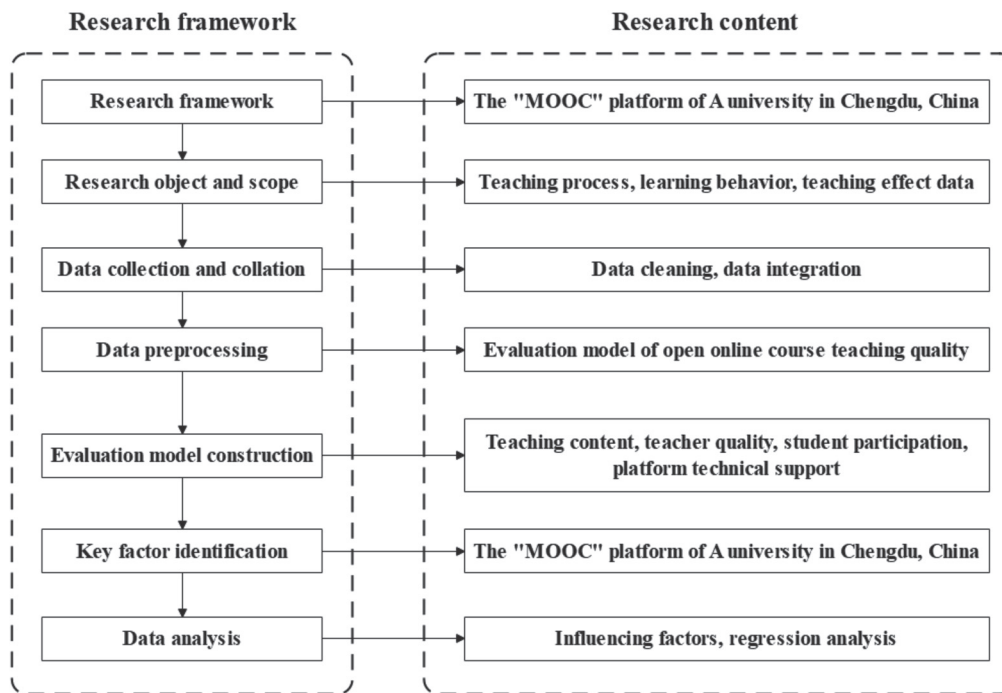 Research framework
Research content
Research framework
The "MOOC" platform of A university in Chengdu, China
Research object and scope
Teaching process, learning behavior, teaching effect data
Data collection and collation
Data cleaning, data integration
Data preprocessing
Evaluation model of open online course teaching quality
Evaluation model construction
Teaching content, teacher quality, student participation,
platform technical support
Key factor identification
The "MOOC" platform of A university in Chengdu, China
Data analysis
Influencing factors, regression analysis